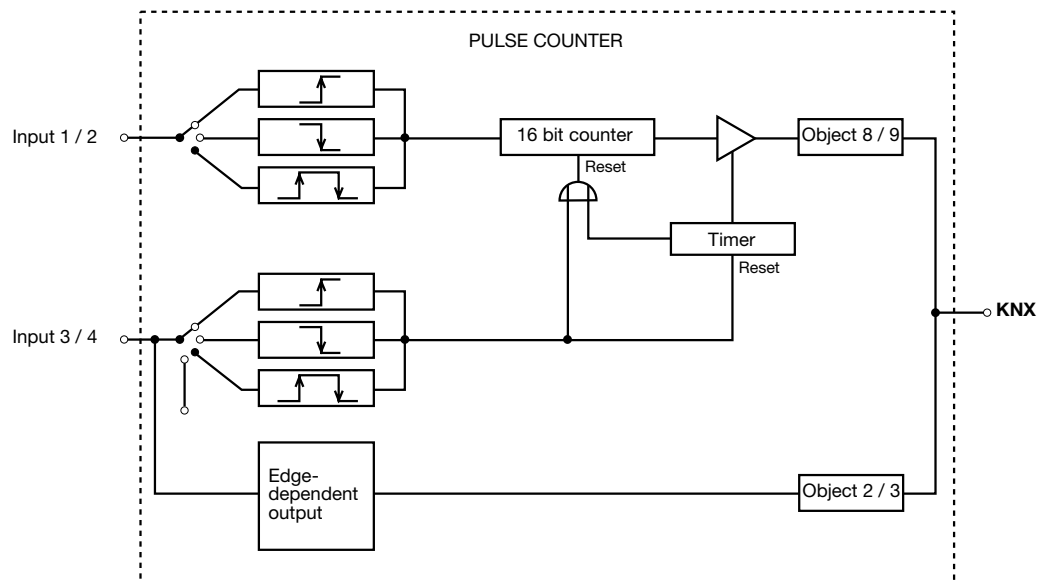 PULSE COUNTER
Input 1 / 2
16 bit counter
Object 8 / 9
Reset
Timer
Reset
KNX
Input 3 / 4
Edge-
dependent
output
Object 2 / 3